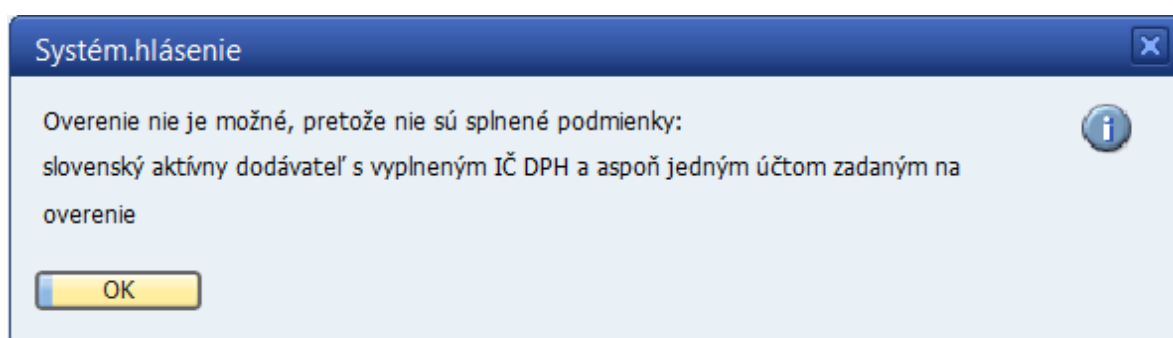 Systém.hlásenie
Overenie nie je možné, pretože nie sú splnené podmienky:
slovenský aktívny dodávateľ s vyplneným IČ DPH a aspoň jedným účtom zadaným na
overenie
OK